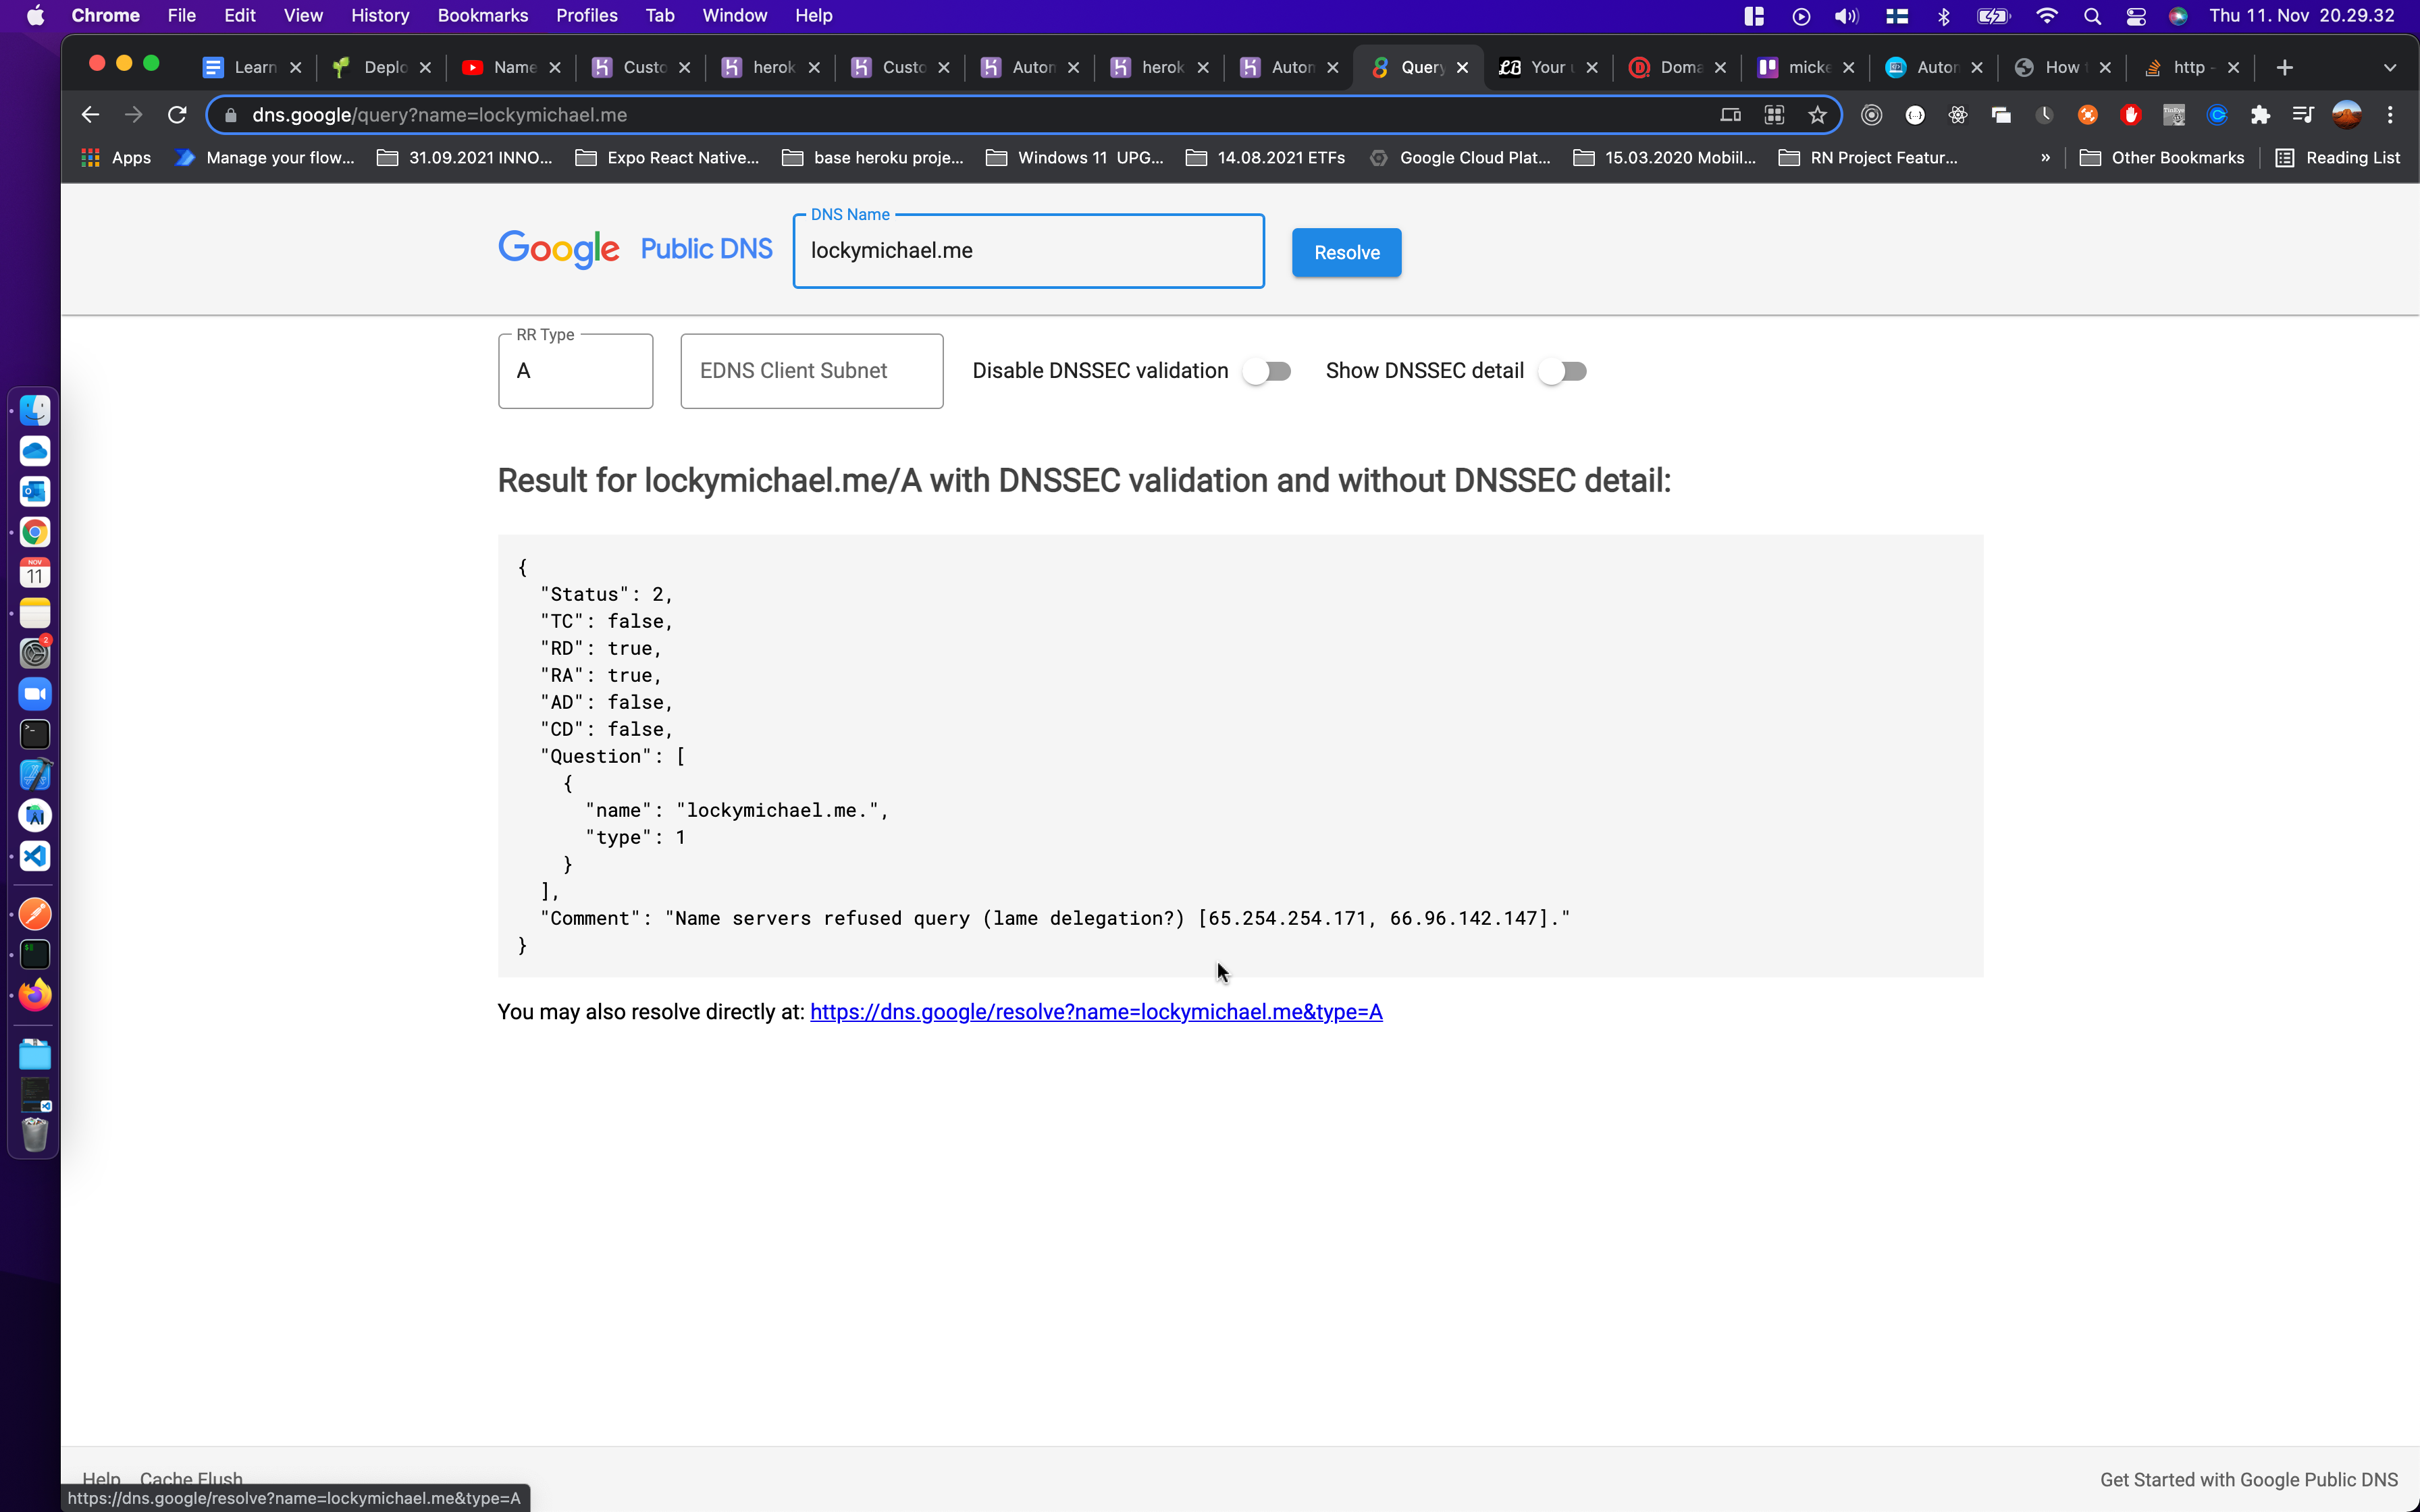 Chrome File Edit View History Bookmarks Profiles Tab Window Help Thu 11. Nov 20.29.32
Learn Deplo Name Custo herok Custo Auton herok Auton Query Your Doma micke Autor How http -
dns.google/query?name=lockymichael.me
Apps Manage your flow... 31.09.2021 INNO... Expo React Native... base heroku proje... Windows 11 UPG... 14.08.2021 ETFs Google Cloud Plat... 15.03.2020 Mobiil... RN Project Featur... » Other Bookmarks Reading List
DNS Name
Google Public DNS lockymichael.me Resolve
RR Type
A EDNS Client Subnet Disable DNSSEC validation Show DNSSEC detail
Result for lockymichael.me/A with DNSSEC validation and without DNSSEC detail:
{
"Status": 2,
"TC": false,
"RD": true,
"RA": true,
"AD": false,
"CD": false,
"Question": [
{
"name": "lockymichael.me.",
"type": 1
}
],
"Comment": "Name servers refused query (lame delegation?) [65.254.254.171, 66.96.142.147]."
}
You may also resolve directly at: https://dns.google/resolve?name=lockymichael.me&type=A
NOV
11
2
Help Cache Flush Get Started with Google Public DNS
https://dns.google/resolve?name=lockymichael.me&type=A